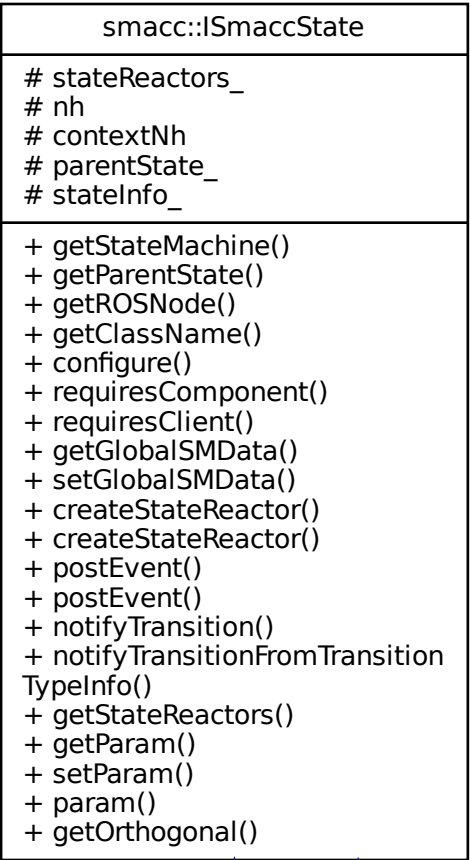 smacc::ISmaccState
# stateReactors_
# nh
# contextNh
# parentState_
# stateInfo_
+ getStateMachine()
+ getParentState()
+ getROSNode()
+ getClassName()
+ configure()
+ requiresComponent()
+ requiresClient()
+ getGlobalSMData()
+ setGlobalSMData()
+ createStateReactor()
+ createStateReactor()
+ postEvent()
+ postEvent()
+ notifyTransition()
+ notifyTransitionFromTransition
TypeInfo()
+ getStateReactors()
+ getParam()
+ setParam()
+ param()
+ getOrthogonal()